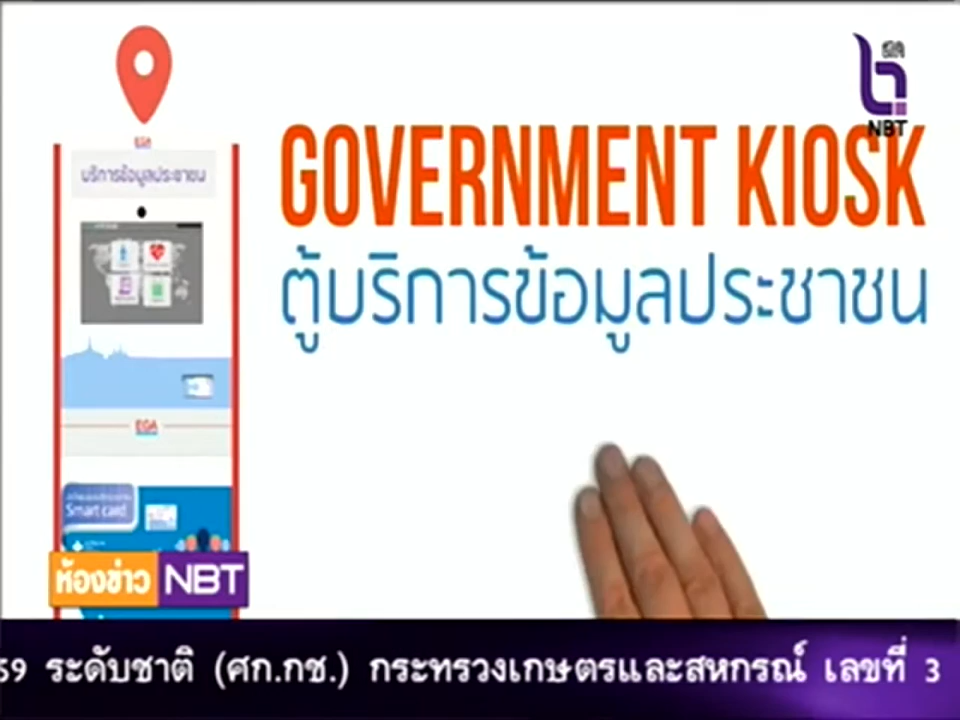 สด
NBT
EGA
บริการข้อมูลประชาชน
GOVERNMENT KIOSK
ตู้บริการข้อมูลประชาชน
EGA
Smart card
ห้องข่าว NBT
59 ระดับชาติ (ศก.กช.) กระทรวงเกษตรและสหกรณ์ เลขที่ 3